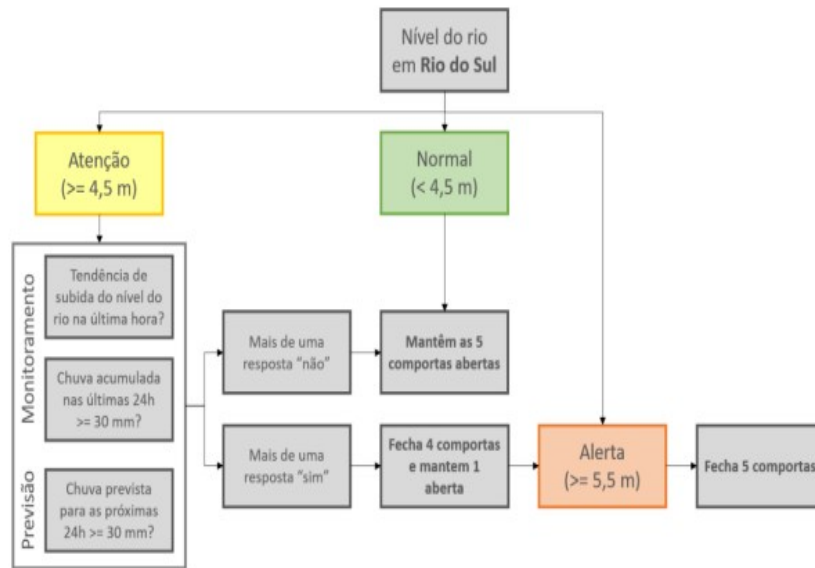 Nível do rio
em Rio do Sul
Atenção
(>= 4,5 m)
Normal
(< 4,5 m)
Monitoramento
Tendência de
subida do nível do
rio na última hora?
Chuva acumulada
nas últimas 24h
>= 30 mm?
Previsão
Chuva prevista
para as próximas
24h >= 30 mm?
Mais de uma
resposta “não”
Mantêm as 5
comportas abertas
Mais de uma
resposta “sim”
Fecha 4 comportas
e mantem 1
aberta
Alerta
(>= 5,5 m)
Fecha 5 comportas